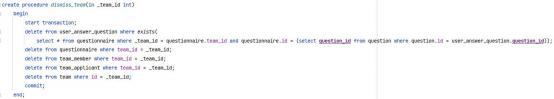 create procedure dismiss_team(in _team_id int)
begin
start transaction;
delete from user_answer_question where exists(
select * from questionnaire where _team_id = questionnaire.team_id and questionnaire.id = (select question_id from question where question.id = user_answer_question.question_id));
delete from questionnaire where team_id = _team_id;
delete from team_member where team_id = _team_id;
delete from team_applicant where team_id = _team_id;
delete from team where id = _team_id;
commit;
end;